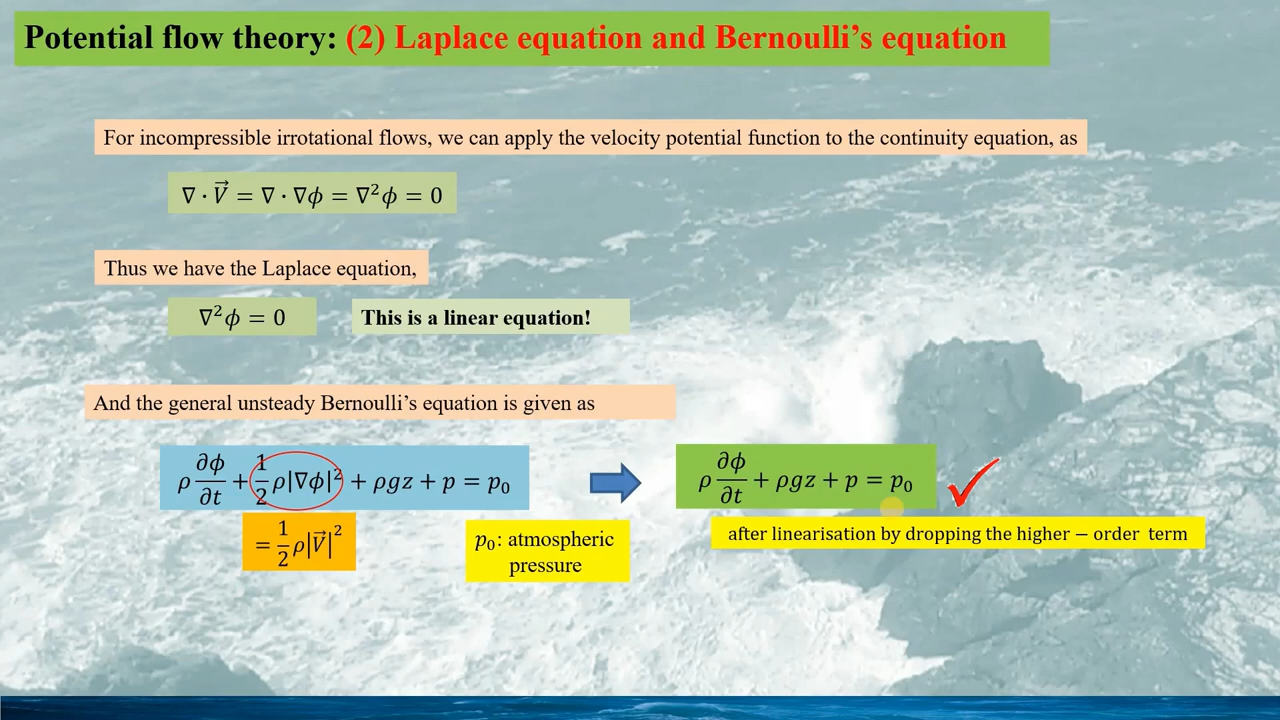 Potential flow theory: (2) Laplace equation and Bernoulli's equation
For incompressible irrotational flows, we can apply the velocity potential function to the continuity equation, as
∇ · V⃗ = ∇ · ∇ϕ = ∇²ϕ = 0
Thus we have the Laplace equation,
∇²ϕ = 0
This is a linear equation!
And the general unsteady Bernoulli's equation is given as
ρ ∂ϕ/∂t + 1/2 ρ|∇ϕ|² + ρgz + p = p₀
ρ ∂ϕ/∂t + ρgz + p = p₀
= 1/2 ρ|V⃗|²
p₀: atmospheric
pressure
after linearisation by dropping the higher − order term